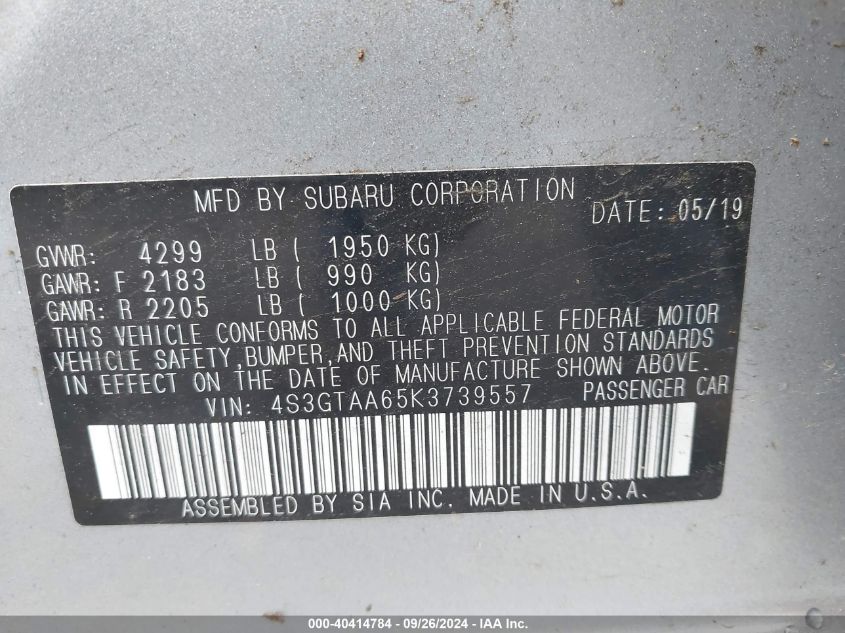 MFD BY SUBARU CORPORATION
DATE: 05/19
GVWR: 4299 LB ( 1950 KG)
GAWR: F 2183 LB ( 990 KG)
GAWR: R 2205 LB ( 1000 KG)
THIS VEHICLE CONFORMS TO ALL APPLICABLE FEDERAL MOTOR
VEHICLE SAFETY,BUMPER,AND THEFT PREVENTION STANDARDS
IN EFFECT ON THE DATE OF MANUFACTURE SHOWN ABOVE.
VIN: 4S3GTAA65K3739557 PASSENGER CAR
ASSEMBLED BY SIA INC. MADE IN U.S.A.
000-40414784 - 09/26/2024 - IAA Inc.